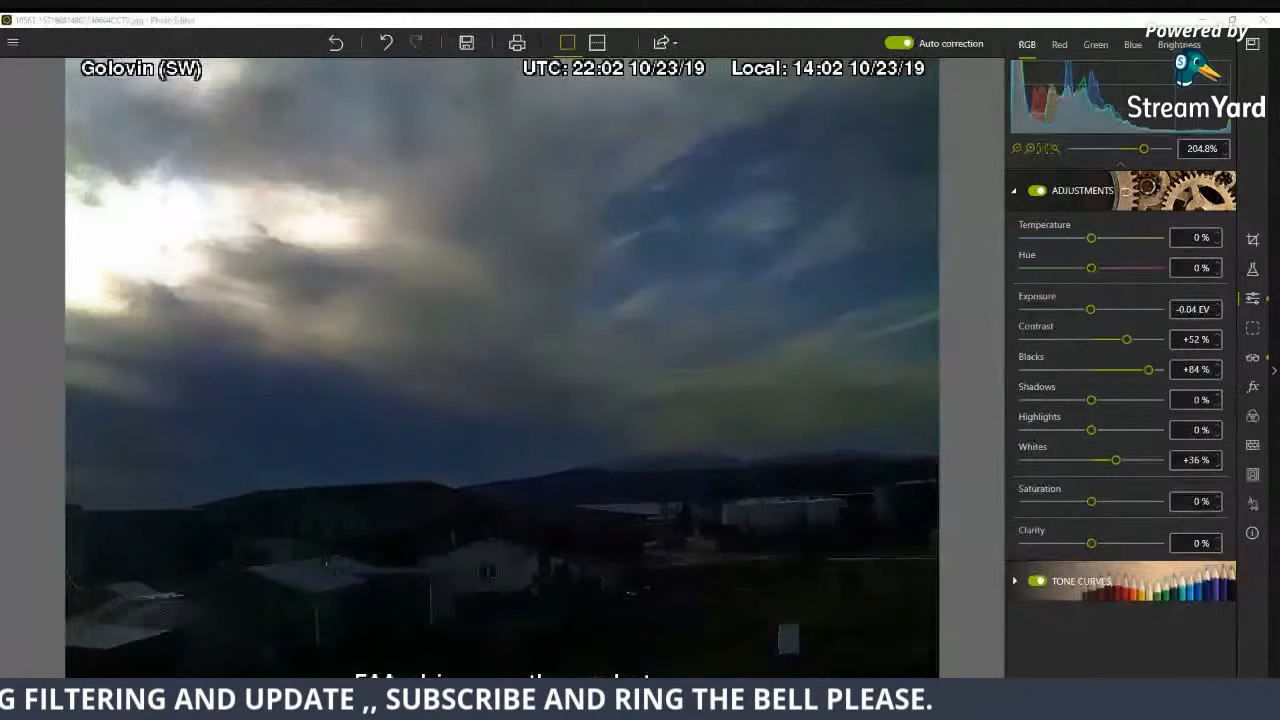 - Photo Editor
Powered by
Auto correction
RGB Red Green Blue Brightness
StreamYard
Golovin (SW) UTC: 22:02 10/23/19 Local: 14:02 10/23/19
204.8%
ADJUSTMENTS
Temperature
0 %
Hue
0 %
Exposure
-0.04 EV
Contrast
+52 %
Blacks
+84 %
Shadows
0 %
Highlights
0 %
Whites
+36 %
Saturation
0 %
Clarity
0 %
TONE CURVES
G FILTERING AND UPDATE ,, SUBSCRIBE AND RING THE BELL PLEASE.